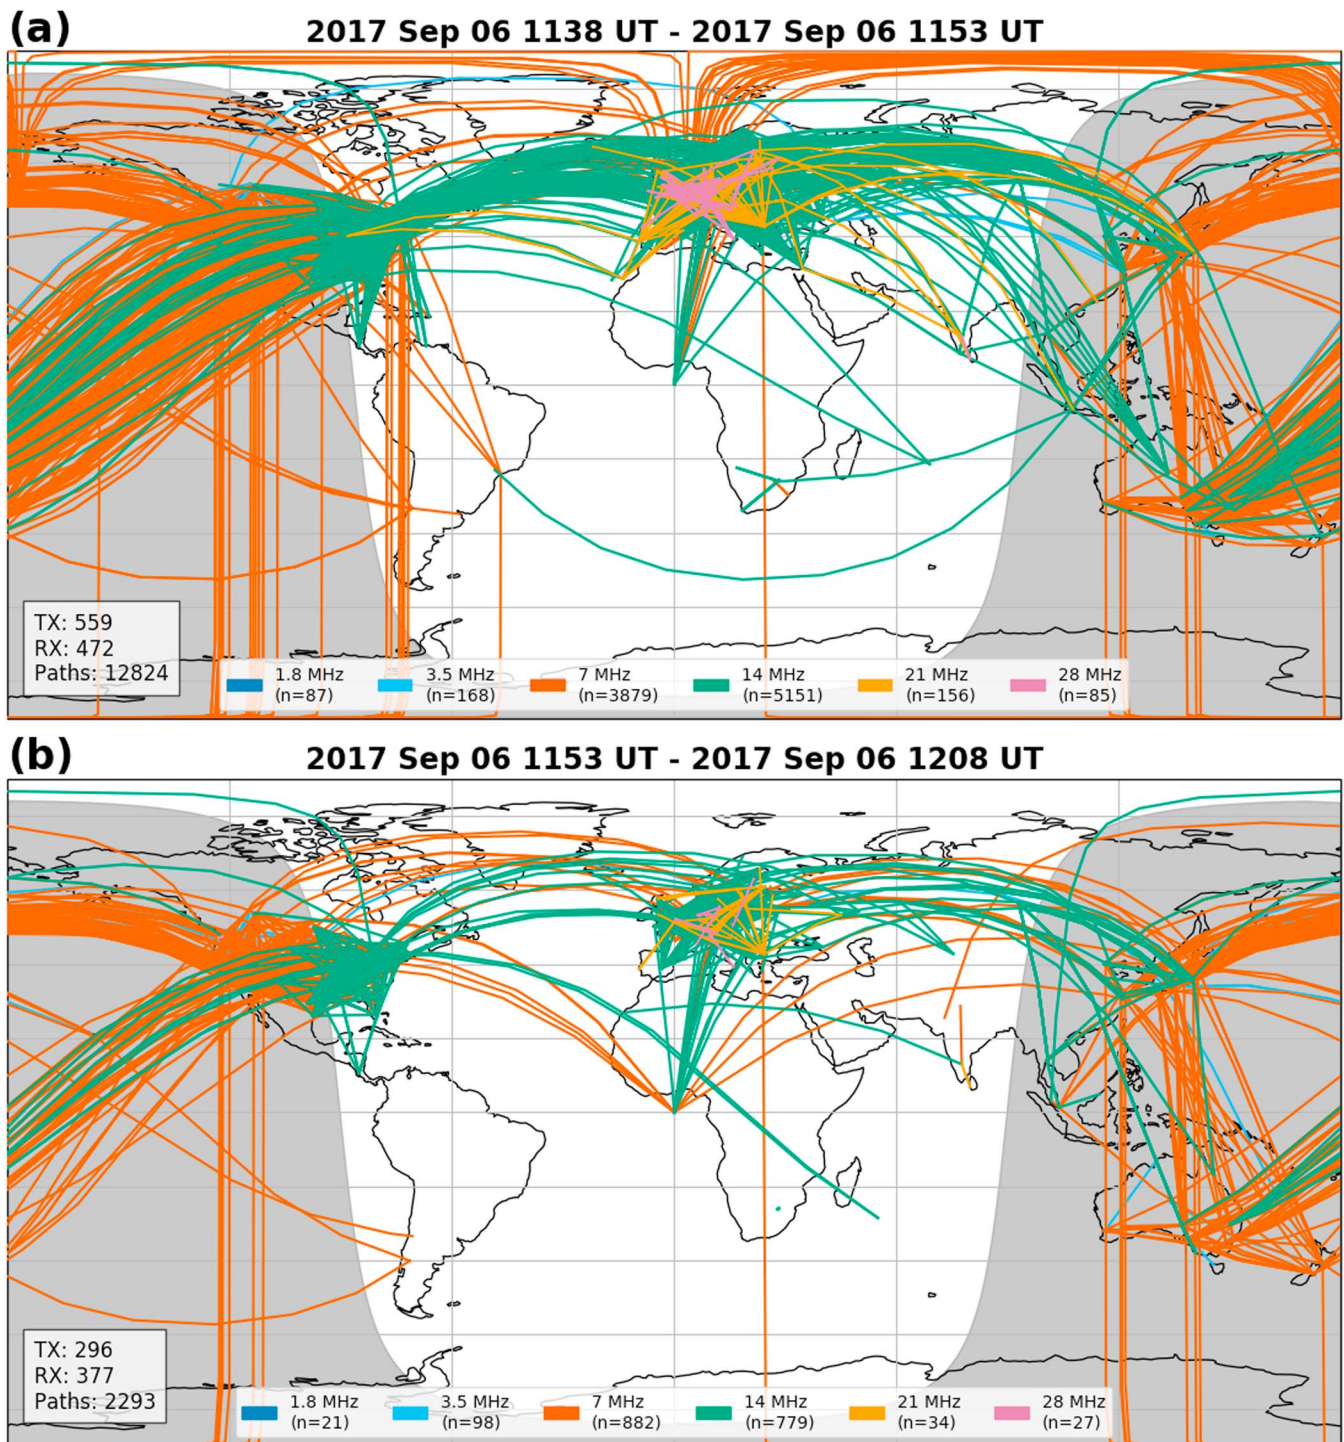 (a)
2017 Sep 06 1138 UT - 2017 Sep 06 1153 UT
TX: 559
RX: 472
Paths: 12824
1.8 MHz
(n=87)
3.5 MHz
(n=168)
7 MHz
(n=3879)
14 MHz
(n=5151)
21 MHz
(n=156)
28 MHz
(n=85)
(b)
2017 Sep 06 1153 UT - 2017 Sep 06 1208 UT
TX: 296
RX: 377
Paths: 2293
1.8 MHz
(n=21)
3.5 MHz
(n=98)
7 MHz
(n=882)
14 MHz
(n=779)
21 MHz
(n=34)
28 MHz
(n=27)